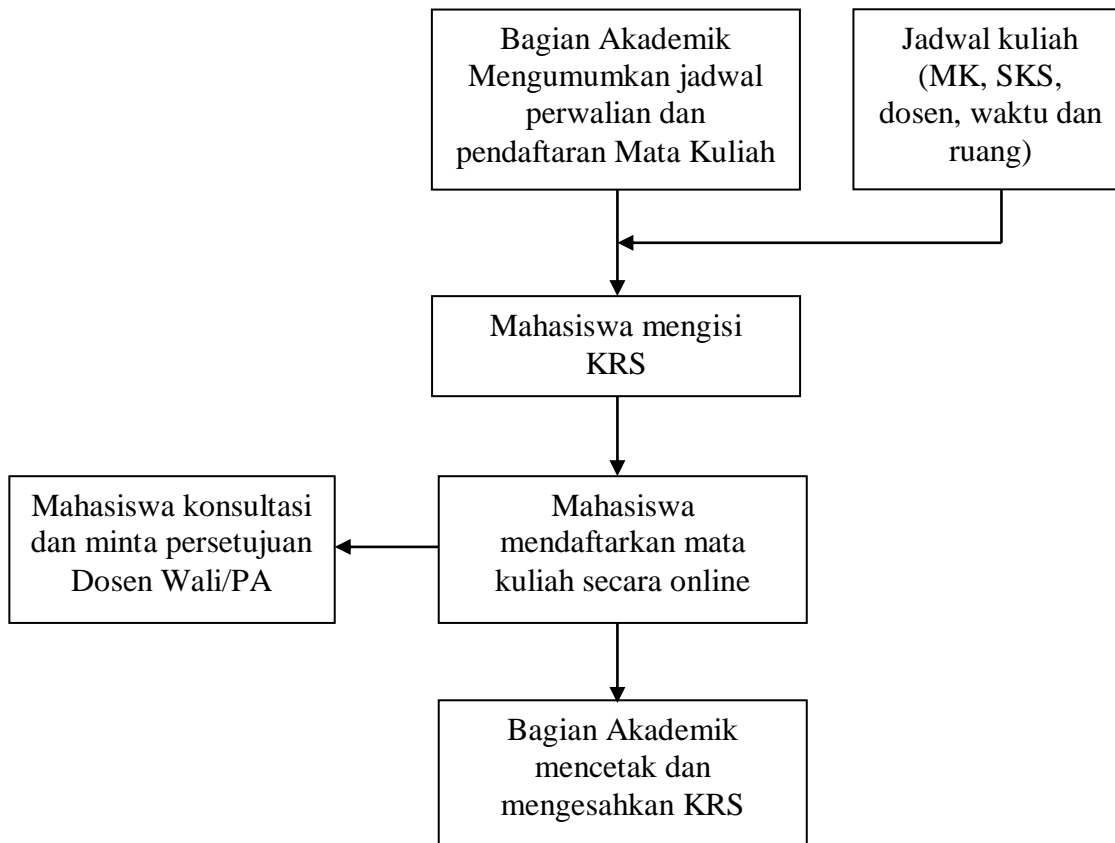 Bagian Akademik
Mengumumkan jadwal
perwalian dan
pendaftaran Mata Kuliah
Jadwal kuliah
(MK, SKS,
dosen, waktu dan
ruang)
Mahasiswa mengisi
KRS
Mahasiswa konsultasi
dan minta persetujuan
Dosen Wali/PA
Mahasiswa
mendaftarkan mata
kuliah secara online
Bagian Akademik
mencetak dan
mengesahkan KRS